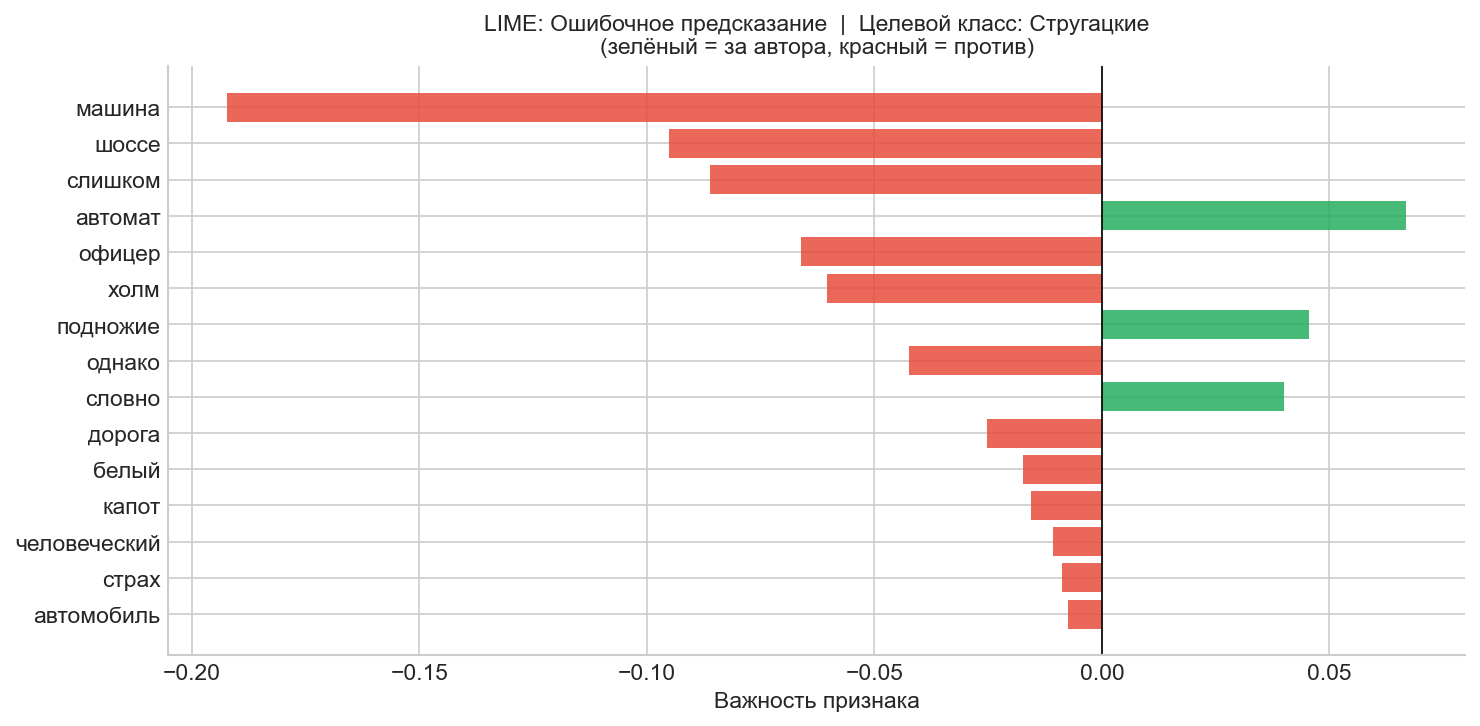 LIME: Ошибочное предсказание | Целевой класс: Стругацкие
(зелёный = за автора, красный = против)
машина
шоссе
слишком
автомат
офицер
холм
подножие
однако
словно
дорога
белый
капот
человеческий
страх
автомобиль
−0.20 −0.15 −0.10 −0.05 0.00 0.05
Важность признака